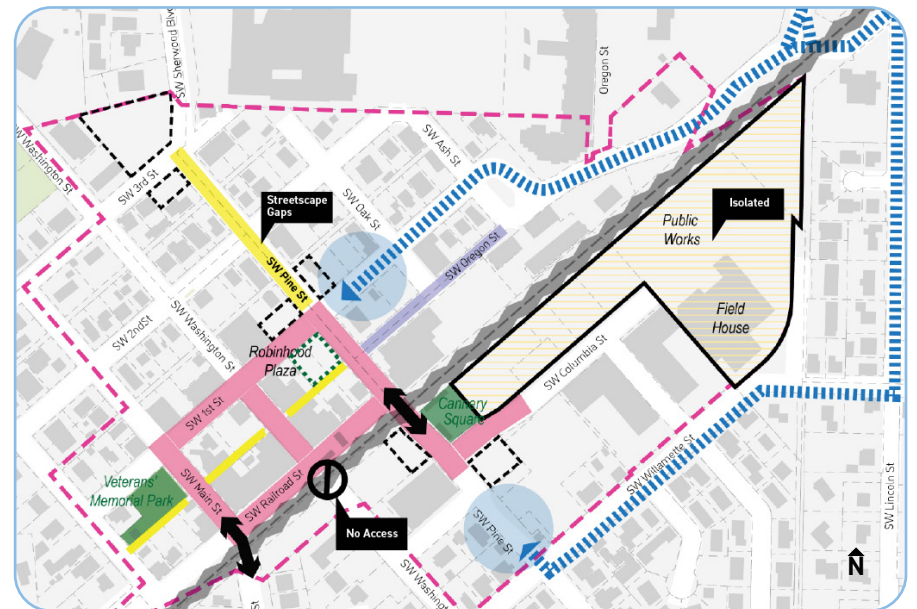 SW Sherwood Blvd
Oregon St
SW Washington St
SW 3rd St
SW Ash St
Streetscape
Gaps
SW Oak St
Isolated
Public
Works
SW Pine St
SW Oregon St
SW 2ndSt
SW Washington St
Robinhood
Plaza
Field
House
SW Columbia St
SW 1st St
Cannery
Square
Veterans'
Memorial Park
SW Main St
SW Railroad St
SW Willamette St
SW Lincoln St
No Access
SW Pine St
SW Washing
N